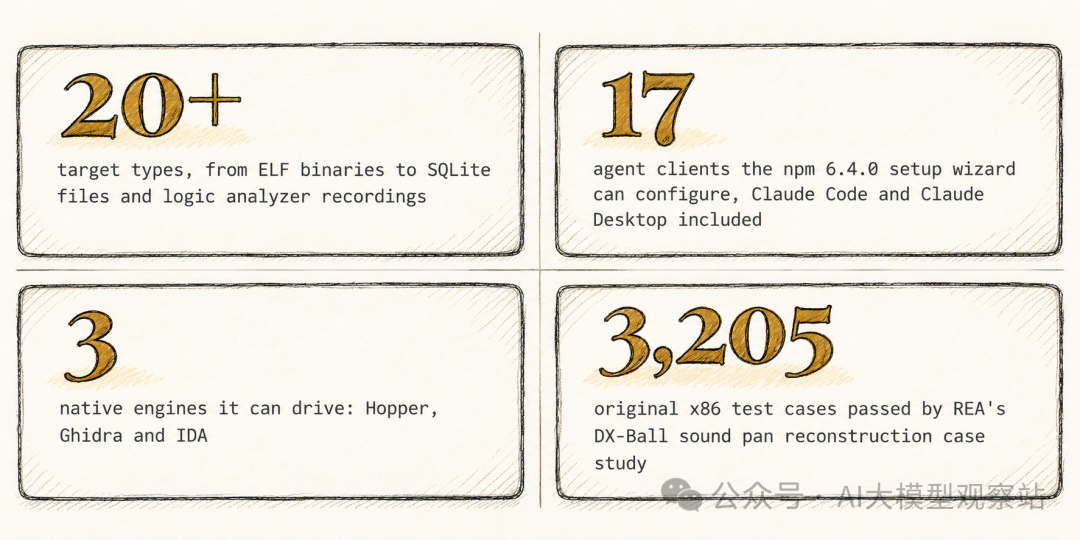 20+
target types, from ELF binaries to SQLite
files and logic analyzer recordings
17
agent clients the npm 6.4.0 setup wizard
can configure, Claude Code and Claude
Desktop included
3
native engines it can drive: Hopper,
Ghidra and IDA
3,205
original x86 test cases passed by REA's
DX-Ball sound pan reconstruction case
study
公众号 · AI大模型观察站